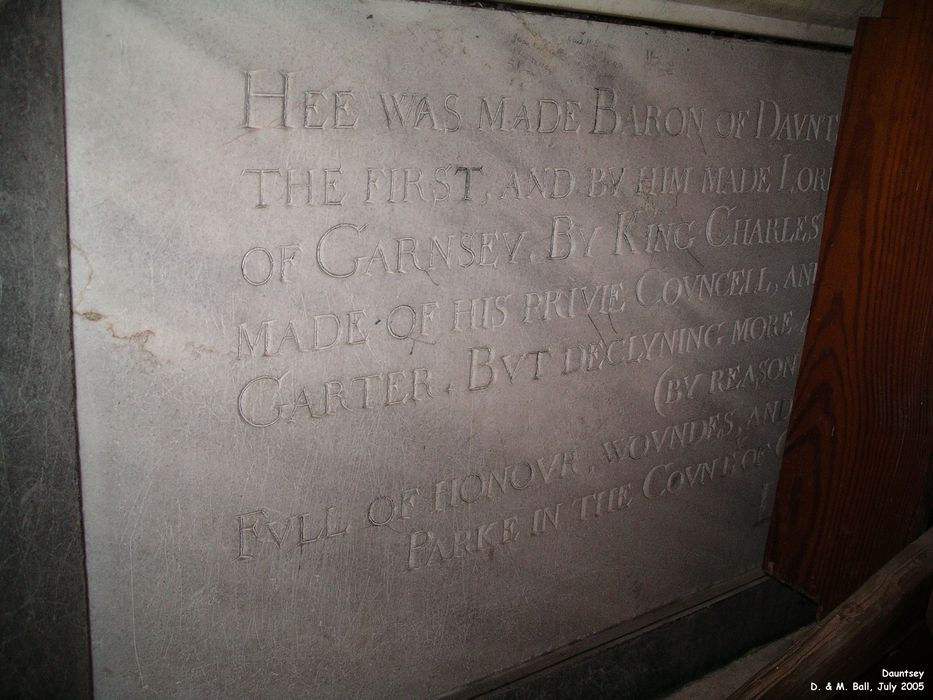 HEE WAS MADE BARON OF DAVNT
THE FIRST, AND BY HIM MADE LOR
OF GARNSEY. BY KING CHARLES
MADE OF HIS PRIVIE COVNCELL, AN
GARTER. BVT DECLYNING MORE
(BY REASON
FVLL OF HONOVR, WOVNDES, AND
PARKE IN THE COVNTE OF
Dauntsey
D. & M. Ball, July 2005